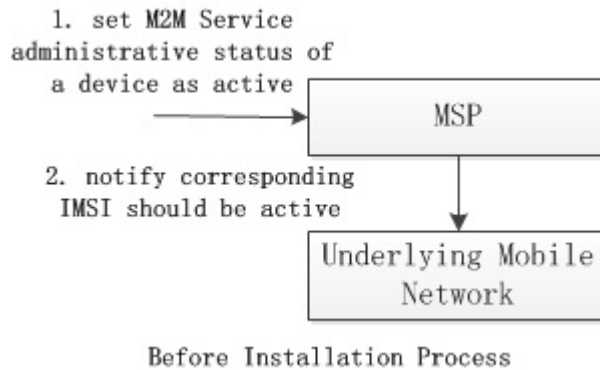 1. set M2M Service
administrative status of
a device as active
MSP
2. notify corresponding
IMSI should be active
Underlying Mobile
Network
Before Installation Process